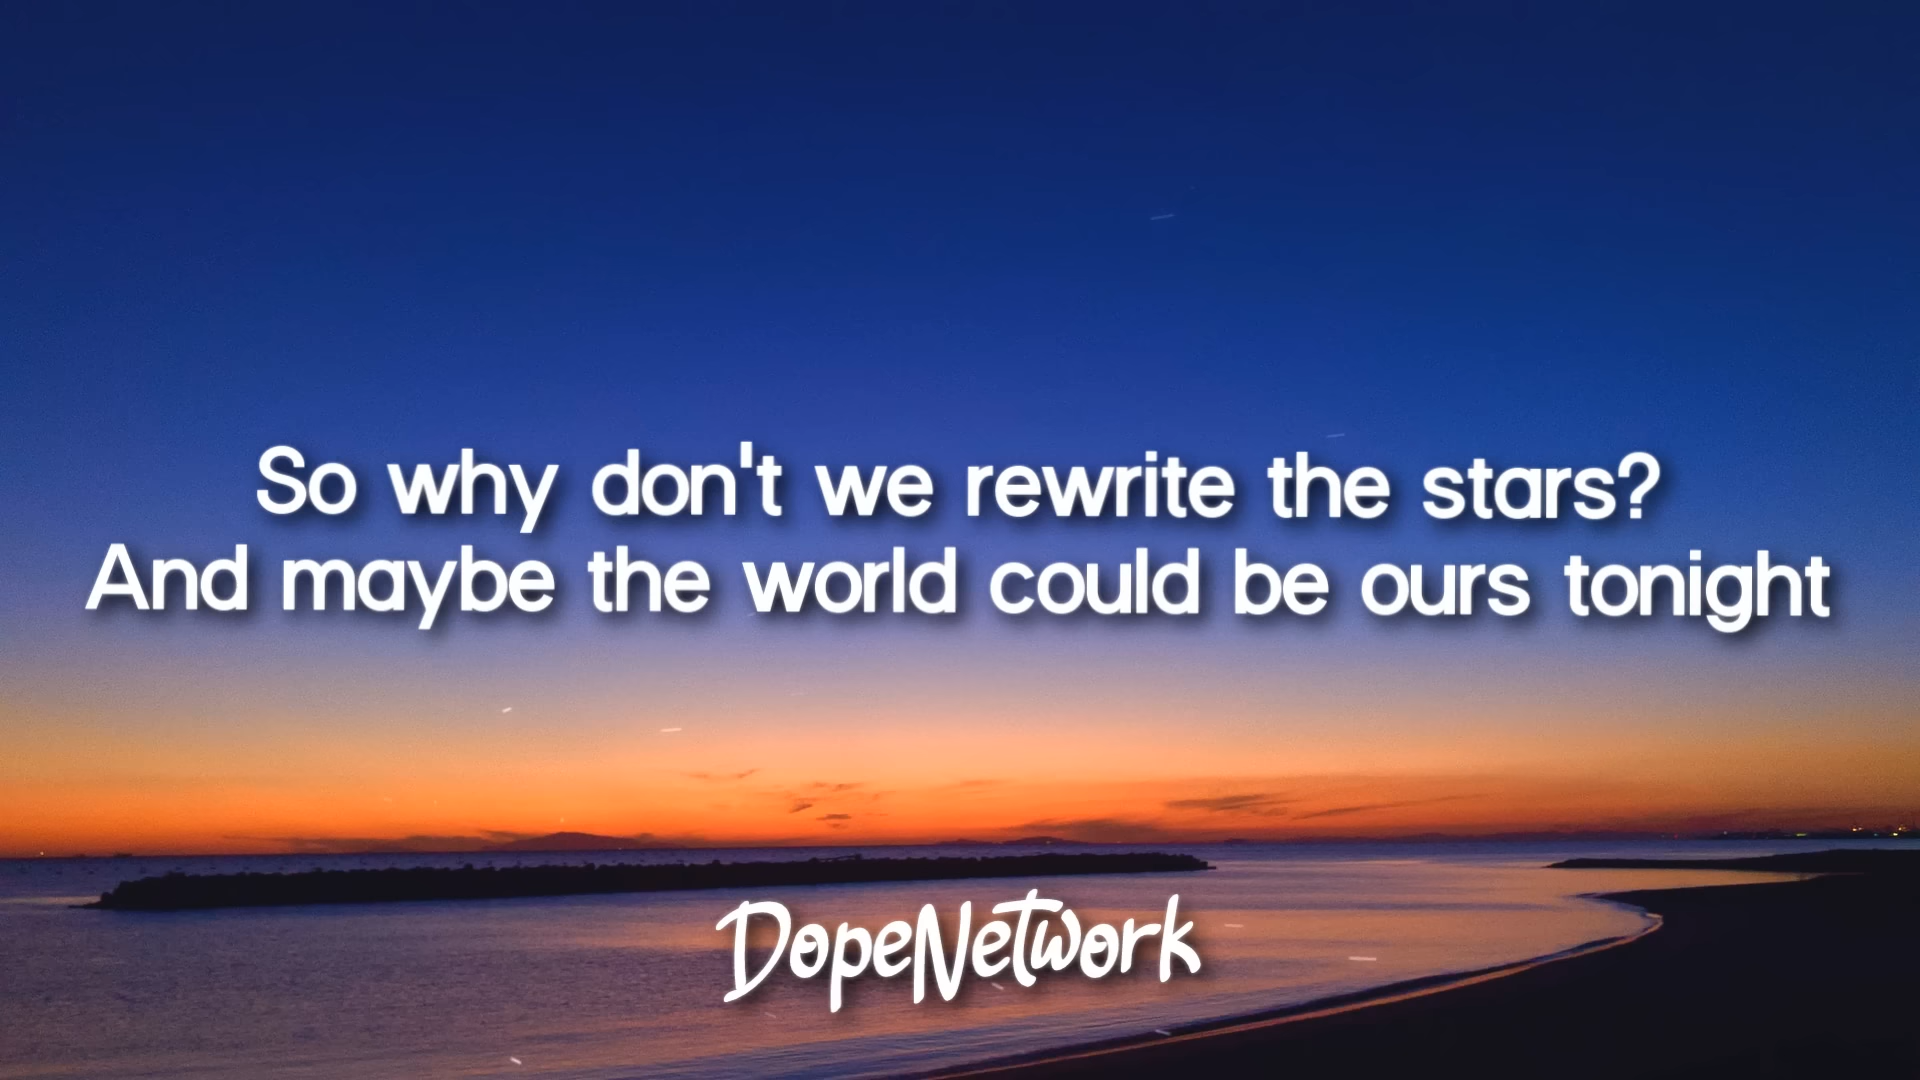 So why don't we rewrite the stars?
And maybe the world could be ours tonight
DopeNetwork